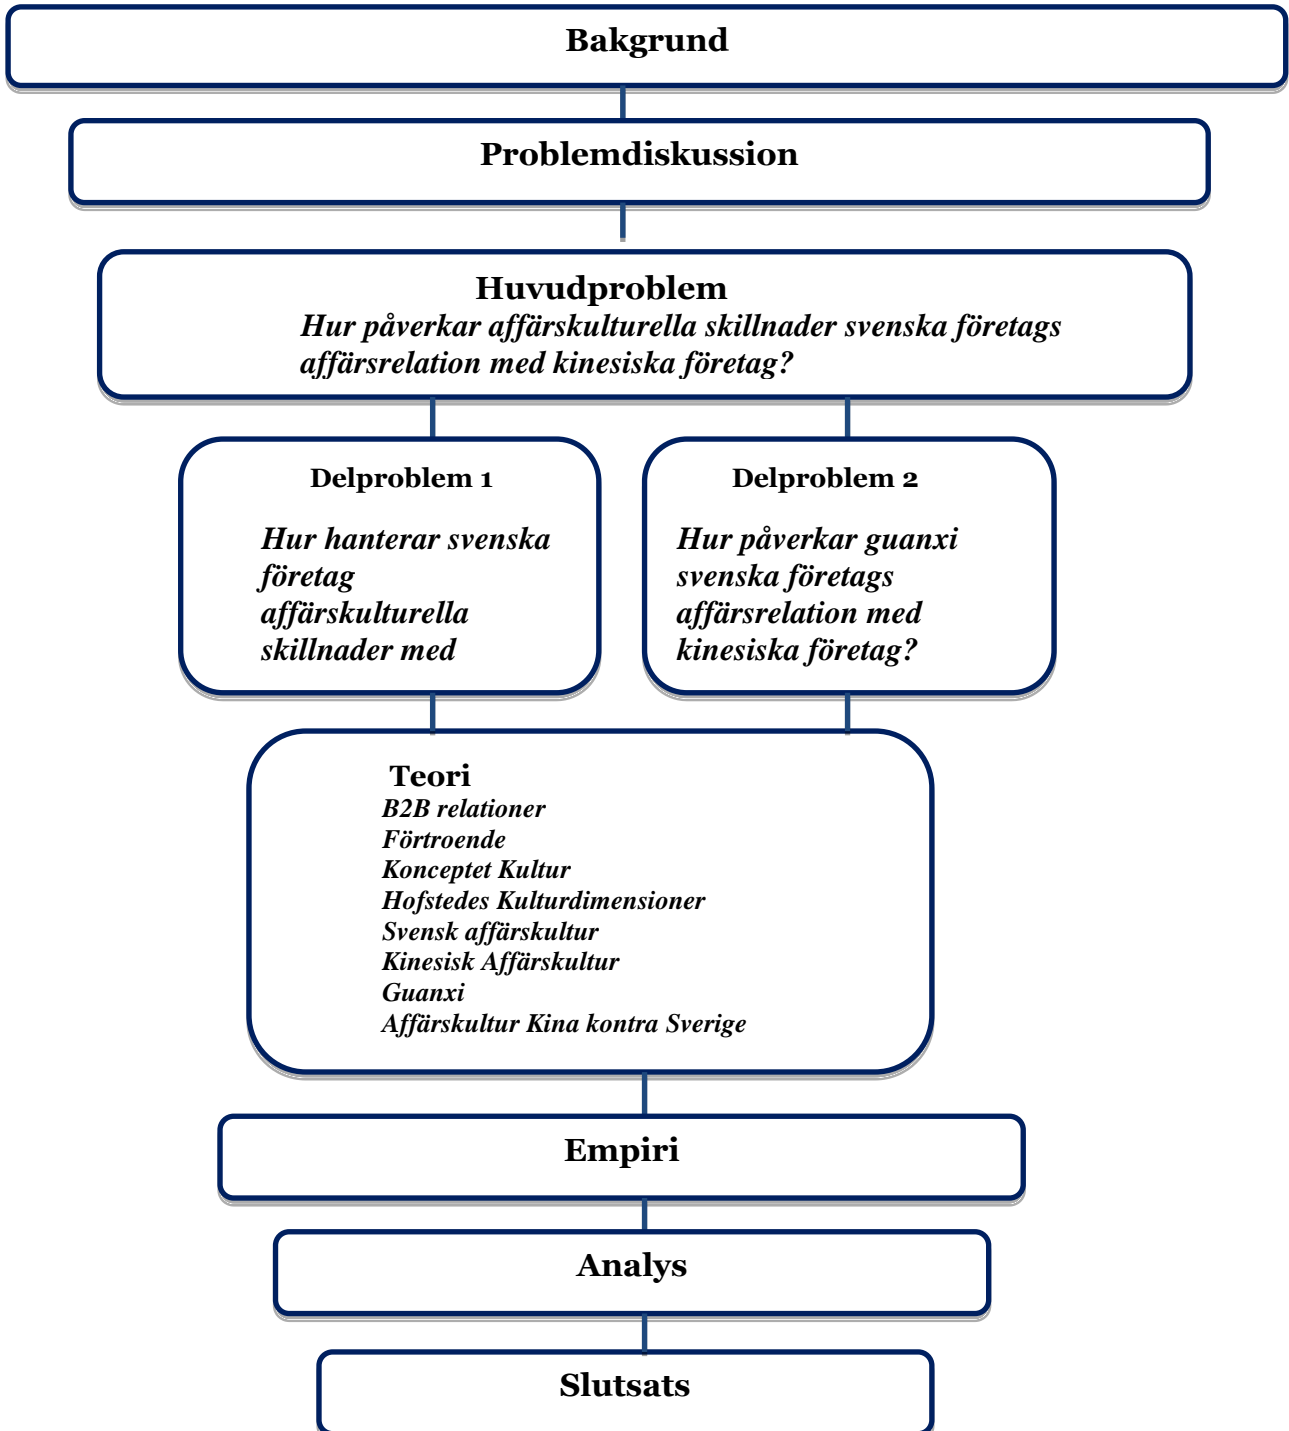 Bakgrund
Problemdiskussion
Huvudproblem
Hur påverkar affärskulturella skillnader svenska företags
affärsrelation med kinesiska företag?
Delproblem 1
Hur hanterar svenska
företag
affärskulturella
skillnader med
Delproblem 2
Hur påverkar guanxi
svenska företags
affärsrelation med
kinesiska företag?
Teori
B2B relationer
Förtroende
Konceptet Kultur
Hofstedes Kulturdimensioner
Svensk affärskultur
Kinesisk Affärskultur
Guanxi
Affärskultur Kina kontra Sverige
Empiri
Analys
Slutsats